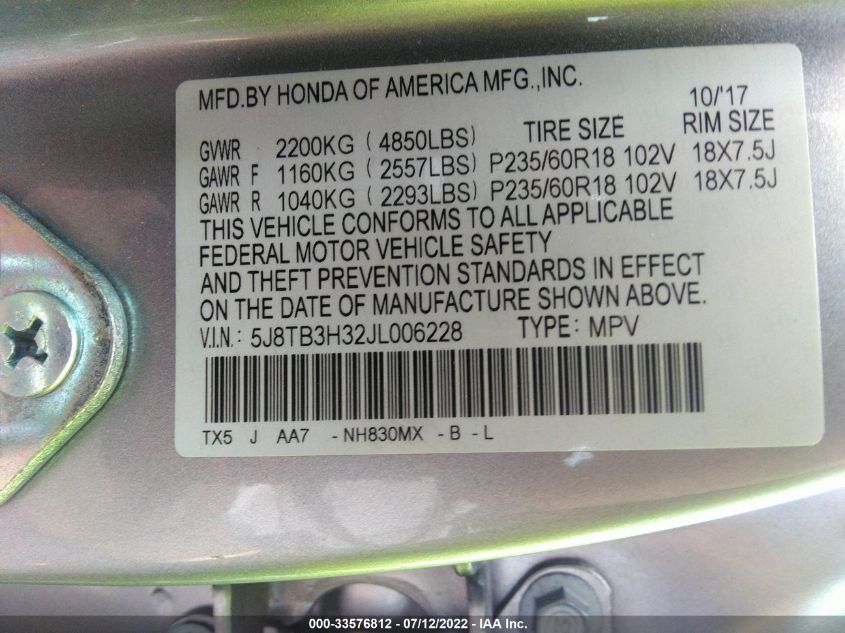 MFD.BY HONDA OF AMERICA MFG.,INC. 10/'17
GVWR 2200KG (4850LBS) TIRE SIZE RIM SIZE
GAWR F 1160KG (2557LBS) P235/60R18 102V 18X7.5J
GAWR R 1040KG (2293LBS) P235/60R18 102V 18X7.5J
THIS VEHICLE CONFORMS TO ALL APPLICABLE
FEDERAL MOTOR VEHICLE SAFETY
AND THEFT PREVENTION STANDARDS IN EFFECT
ON THE DATE OF MANUFACTURE SHOWN ABOVE.
V.I.N.: 5J8TB3H32JL006228 TYPE: MPV
TX5 J AA7 -NH830MX -B -L
000-33576812 - 07/12/2022 - IAA Inc.